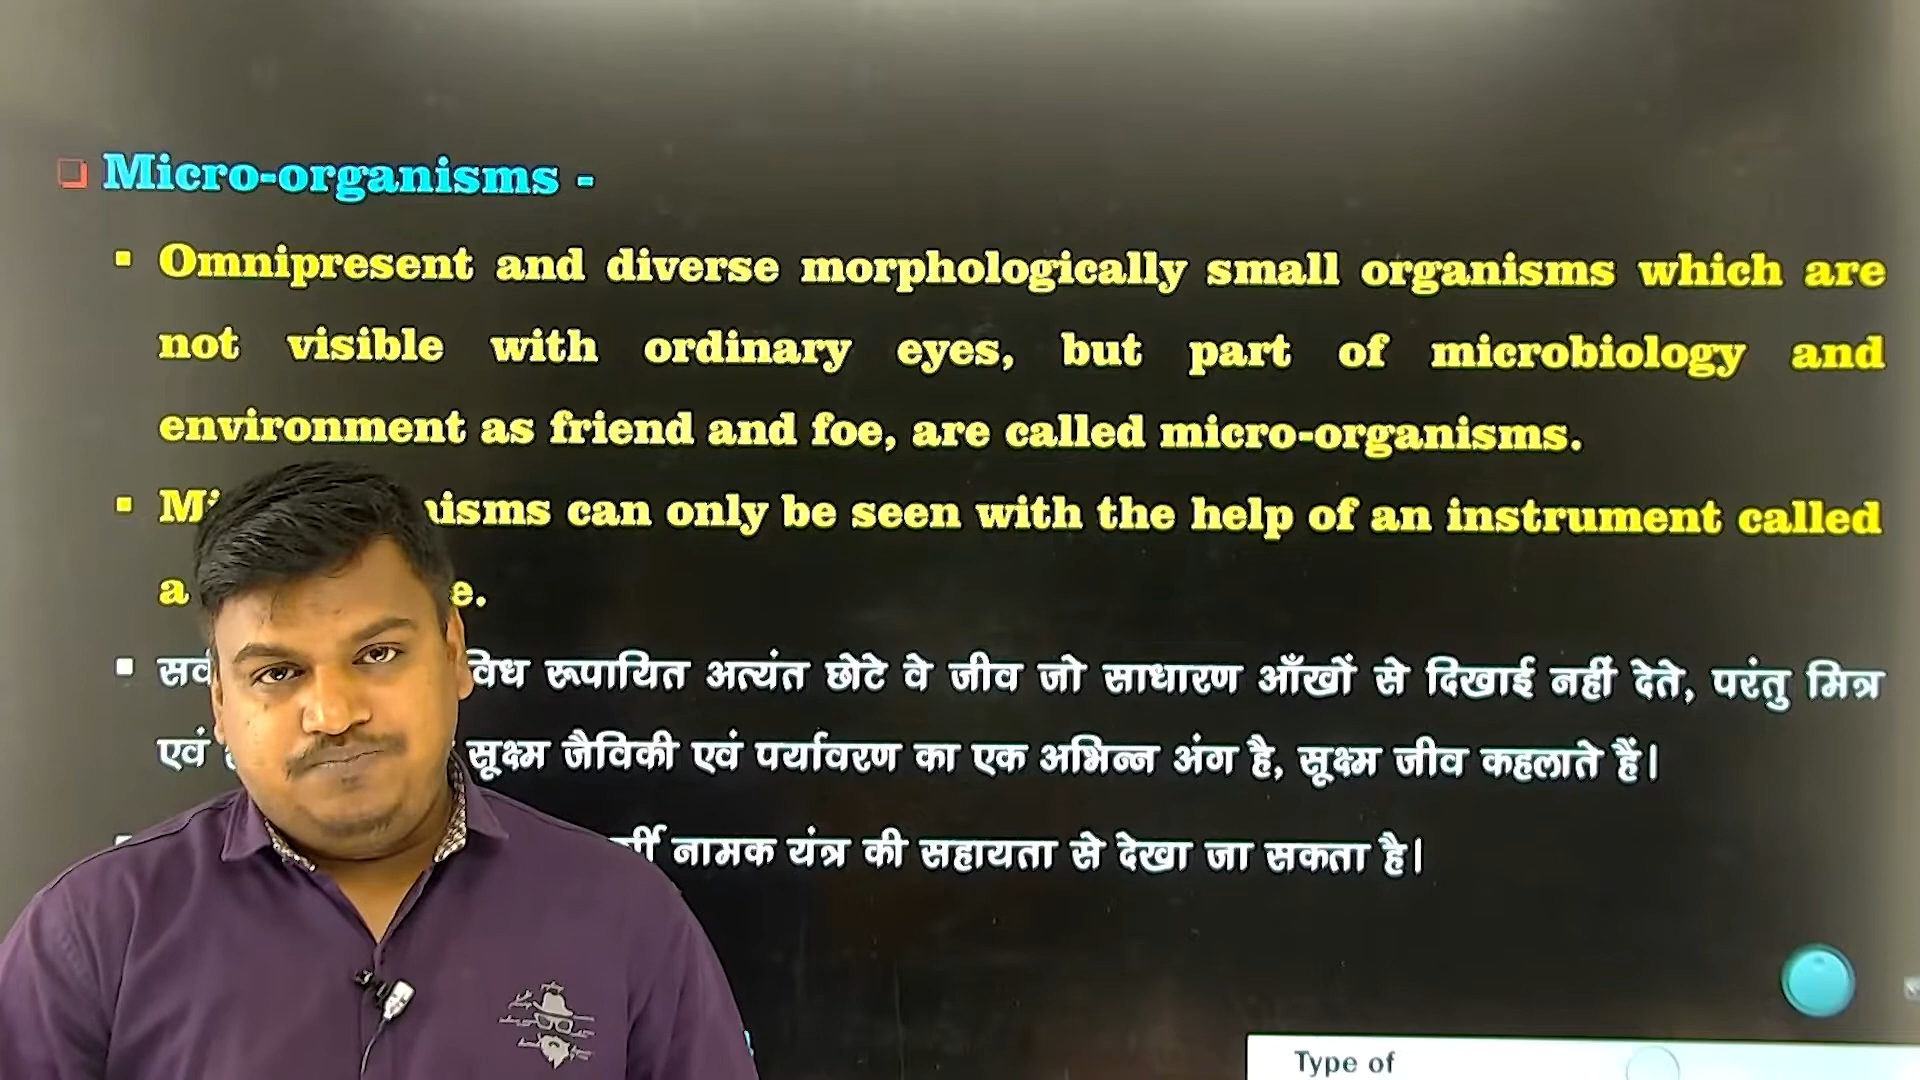 Micro-organisms -
Omnipresent and diverse morphologically small organisms which are
not visible with ordinary eyes, but part of microbiology and
environment as friend and foe, are called micro-organisms.
can only be seen with the help of an instrument called
a
रूपायित अत्यंत छोटे वे जीव जो साधारण आँखों से दिखाई नहीं देते, परंतु मित्र
एवं सूक्ष्म जैविकी एवं पर्यावरण का एक अभिन्न अंग है, सूक्ष्म जीव कहलाते हैं।
नामक यंत्र की सहायता से देखा जा सकता है।
Type of